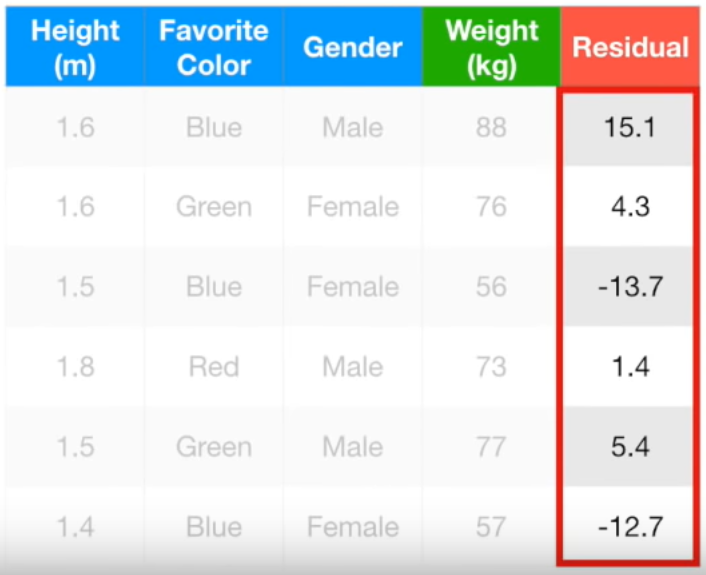 Height (m) Favorite Color Gender Weight (kg) Residual
1.6 Blue Male 88 15.1
1.6 Green Female 76 4.3
1.5 Blue Female 56 -13.7
1.8 Red Male 73 1.4
1.5 Green Male 77 5.4
1.4 Blue Female 57 -12.7